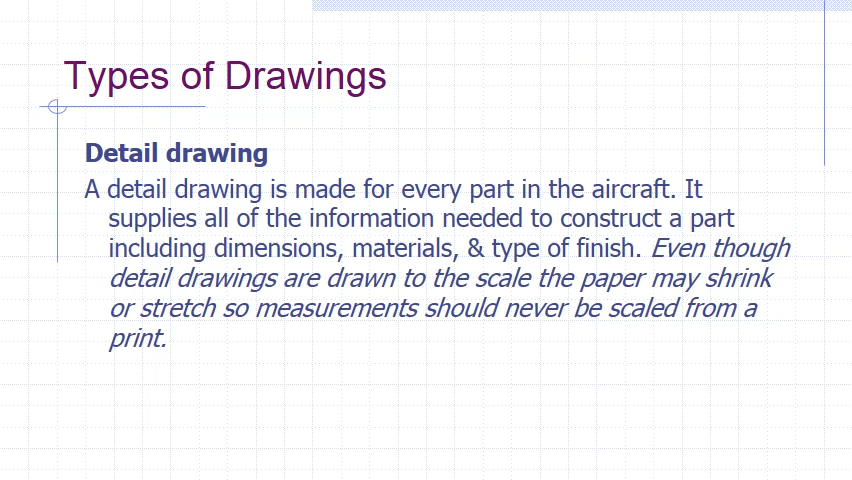 Types of Drawings
Detail drawing
A detail drawing is made for every part in the aircraft. It
supplies all of the information needed to construct a part
including dimensions, materials, & type of finish. Even though
detail drawings are drawn to the scale the paper may shrink
or stretch so measurements should never be scaled from a
print.